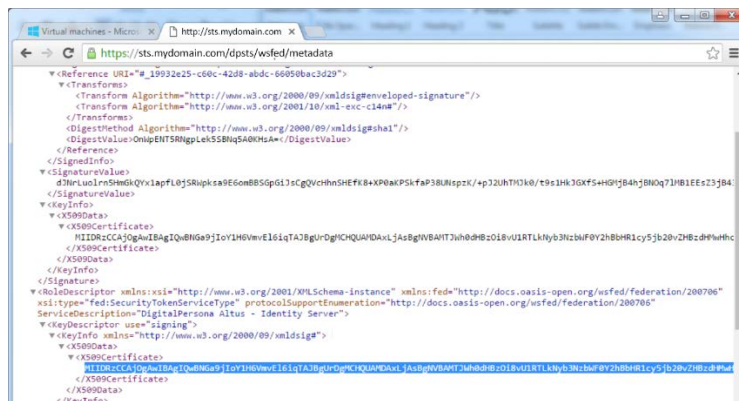 Virtual machines - Micros
http://sts.mydomain.com
https://sts.mydomain.com/dpsts/wsfed/metadata
▼<Reference URI="#_19932e25-c60c-42d8-abdc-66050bac3d29">
▼<Transforms>
<Transform Algorithm="http://www.w3.org/2000/09/xmldsig#enveloped-signature"/>
<Transform Algorithm="http://www.w3.org/2001/10/xml-exc-c14n#"/>
</Transforms>
<DigestMethod Algorithm="http://www.w3.org/2000/09/xmldsig#sha1"/>
<DigestValue>OnWpENT5RNgpLek5SBNq5A0KHsA=</DigestValue>
</Reference>
</SignedInfo>
▼<SignatureValue>
</SignatureValue>
▼<KeyInfo>
▼<X509Data>
▼<X509Certificate>
</X509Certificate>
</X509Data>
</KeyInfo>
</Signature>
▼<RoleDescriptor xmlns:xsi="http://www.w3.org/2001/XMLSchema-instance" xmlns:fed="http://docs.oasis-open.org/wsfed/federation/200706"
xsi:type="fed:SecurityTokenServiceType" protocolSupportEnumeration="http://docs.oasis-open.org/wsfed/federation/200706"
ServiceDescription="DigitalPersona Altus - Identity Server">
▼<KeyDescriptor use="signing">
▼<KeyInfo xmlns="http://www.w3.org/2000/09/xmldsig#">
▼<X509Data>
▼<X509Certificate>
</X509Certificate>
</X509Data>
</KeyInfo>